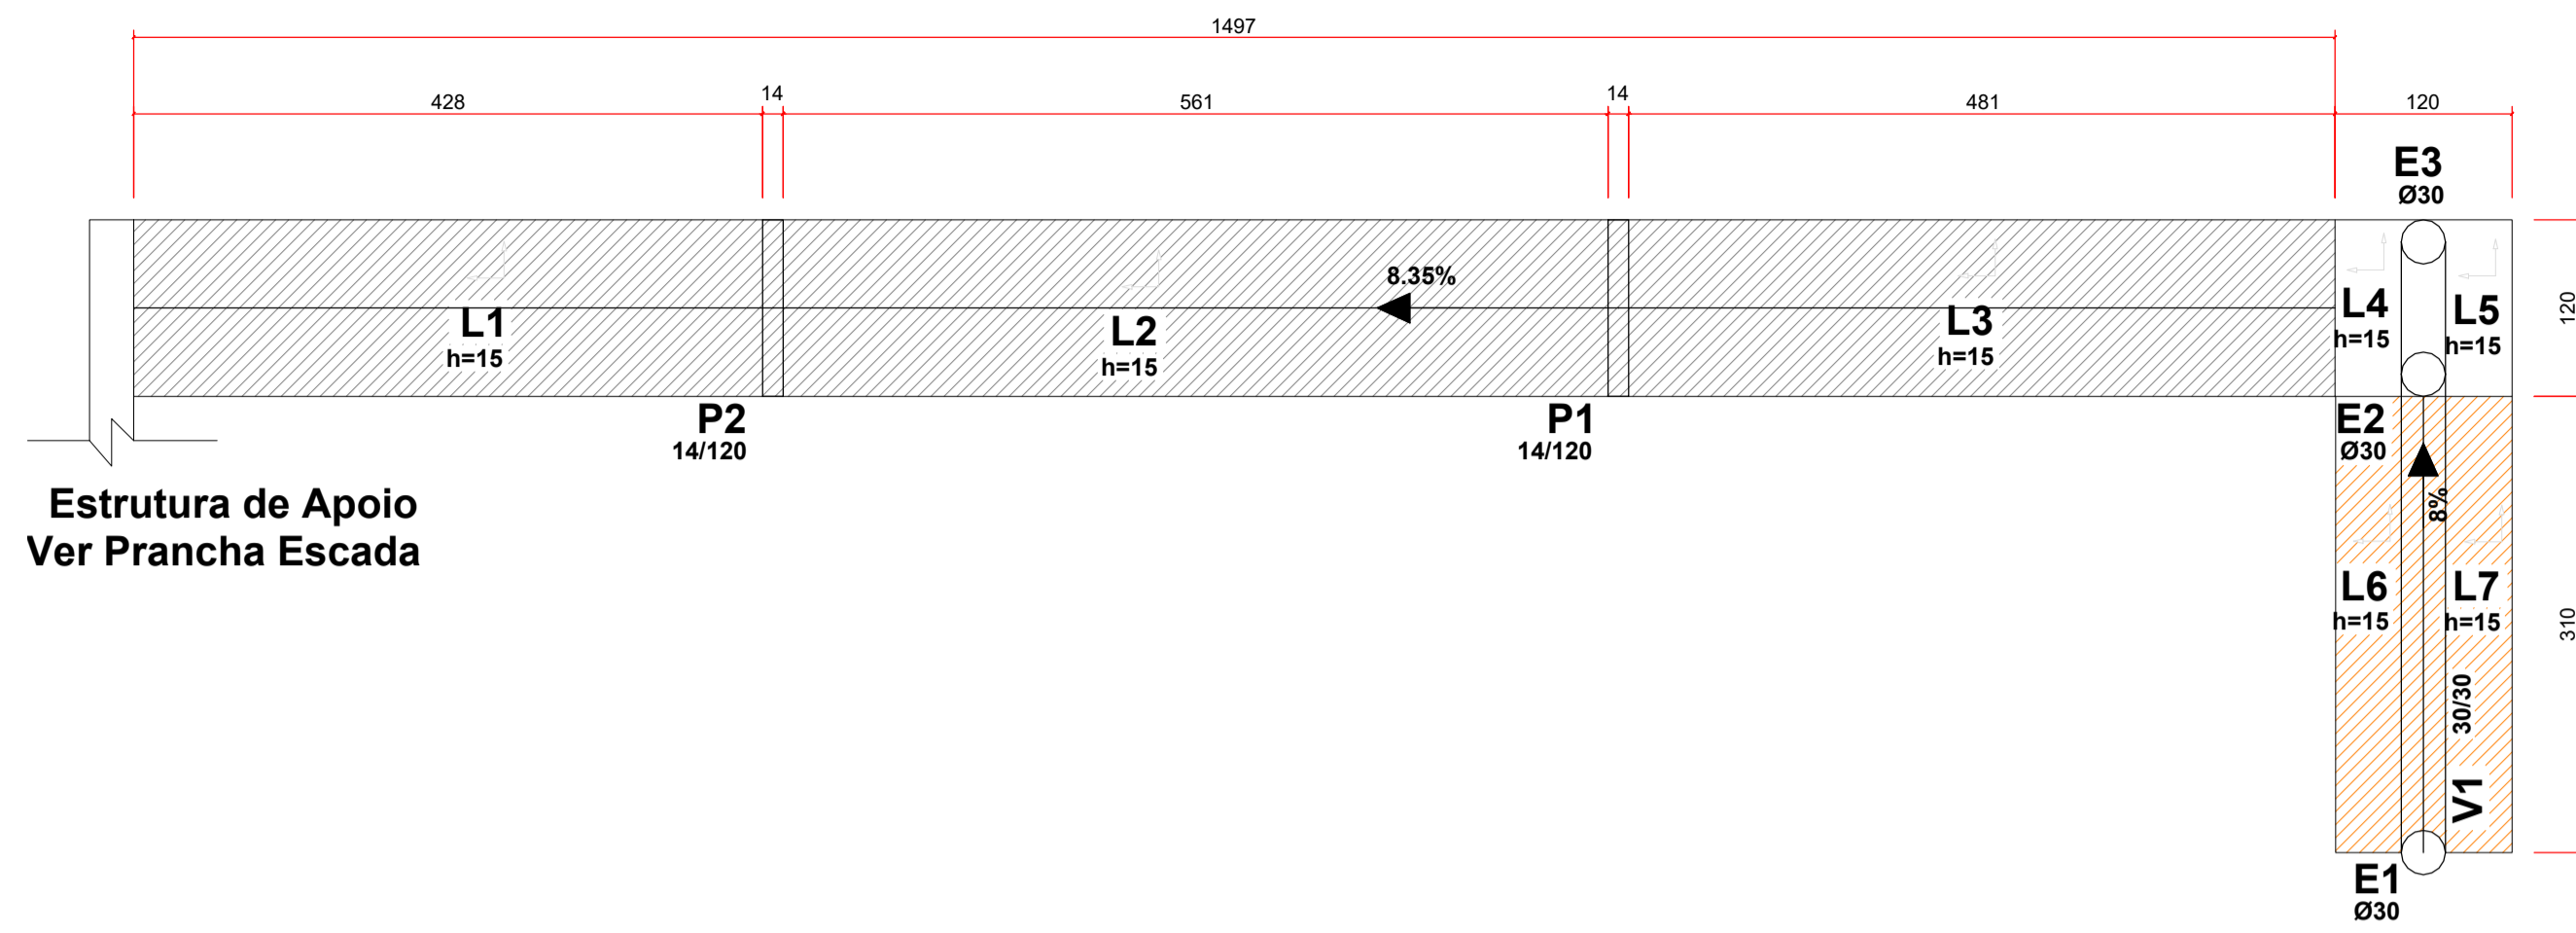 1497
428
14
561
14
481
120
E3
Ø30
8.35%
L1
h=15
L2
h=15
L3
h=15
L4
h=15
L5
h=15
120
P2
14/120
P1
14/120
E2
Ø30
8%
Estrutura de Apoio
Ver Prancha Escada
L6
h=15
L7
h=15
310
30/30
V1
E1
Ø30